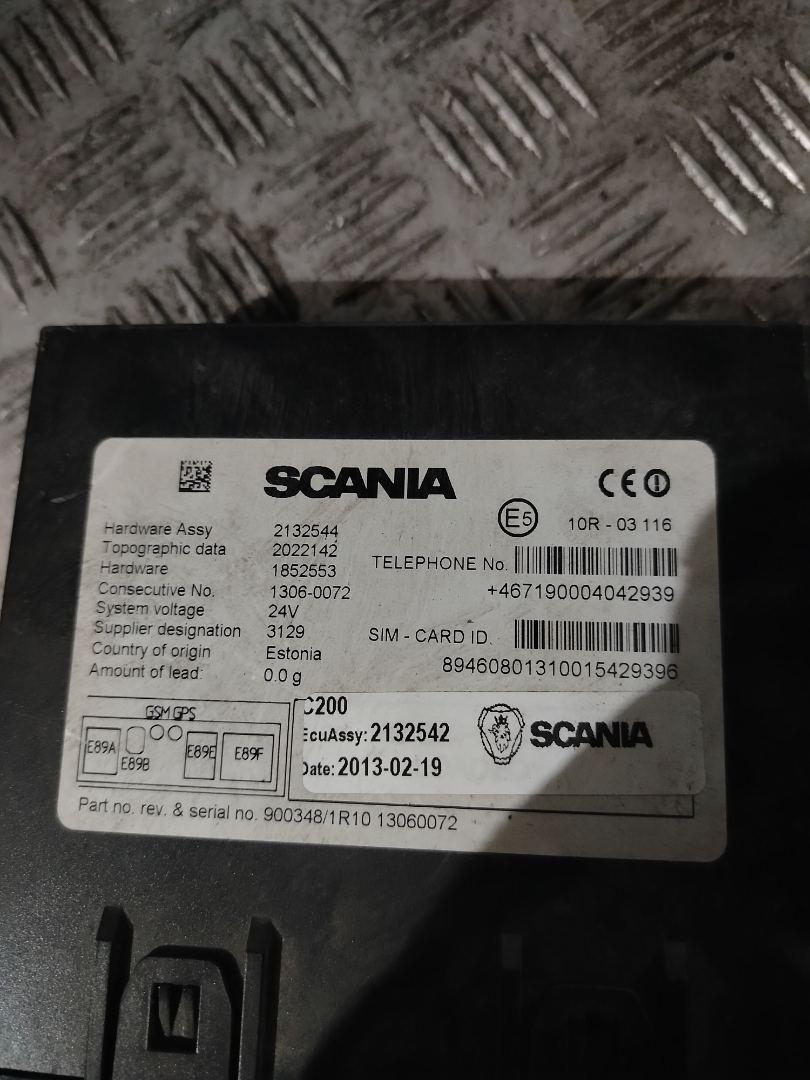 SCANIA
CE
E5
10R - 03 116
Hardware Assy 2132544
Topographic data 2022142
Hardware 1852553
Consecutive No. 1306-0072
System voltage 24V
Supplier designation 3129
Country of origin Estonia
Amount of lead: 0.0 g
TELEPHONE No.
+467190004042939
SIM - CARD ID.
89460801310015429396
GSM GPS
E89A E89B E89E E89F
C200
EcuAssy: 2132542
Date: 2013-02-19
SCANIA
Part no. rev. & serial no. 900348/1R10 13060072